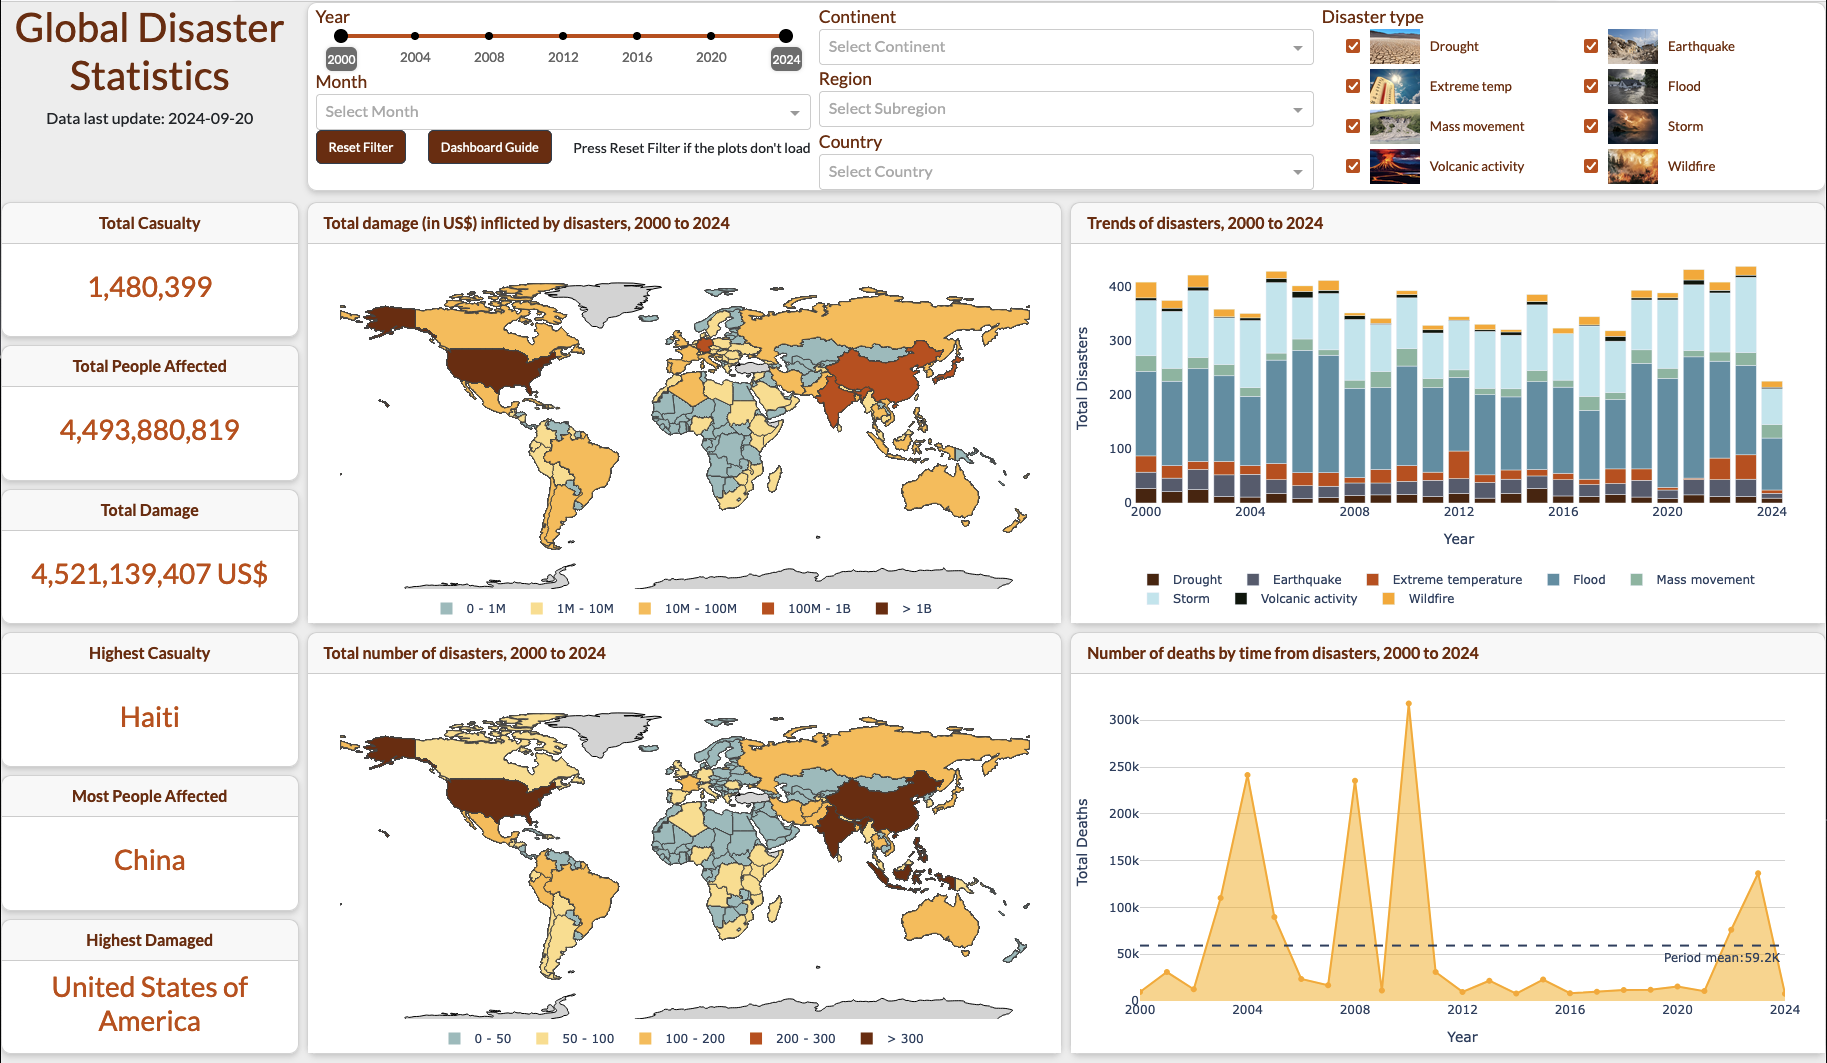 Global Disaster
Statistics
Data last update: 2024-09-20
Year
2000
2004
2008
2012
2016
2020
2024
Month
Select Month
Reset Filter
Dashboard Guide
Press Reset Filter if the plots don't load
Continent
Select Continent
Region
Select Subregion
Country
Select Country
Disaster type
Drought
Earthquake
Extreme temp
Flood
Mass movement
Storm
Volcanic activity
Wildfire
Total Casualty
1,480,399
Total People Affected
4,493,880,819
Total Damage
4,521,139,407 US$
Highest Casualty
Haiti
Most People Affected
China
Highest Damaged
United States of
America
Total damage (in US$) inflicted by disasters, 2000 to 2024
0 - 1M
1M - 10M
10M - 100M
100M - 1B
> 1B
Trends of disasters, 2000 to 2024
Total Disasters
400
300
200
100
0
2000
2004
2008
2012
2016
2020
2024
Year
Drought
Earthquake
Extreme temperature
Flood
Mass movement
Storm
Volcanic activity
Wildfire
Total number of disasters, 2000 to 2024
0 - 50
50 - 100
100 - 200
200 - 300
> 300
Number of deaths by time from disasters, 2000 to 2024
Total Deaths
300k
250k
200k
150k
100k
50k
0
Period mean:59.2K
2000
2004
2008
2012
2016
2020
2024
Year